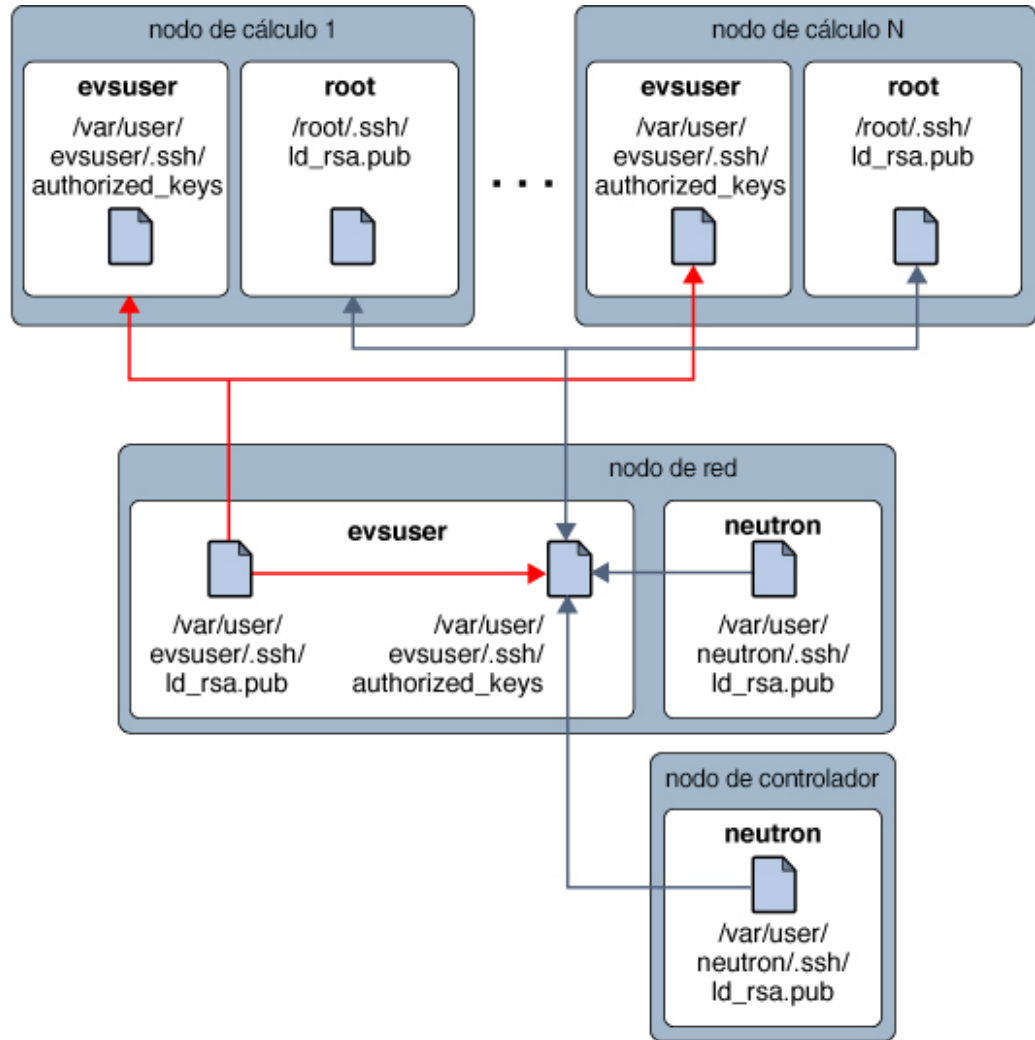 nodo de cálculo 1
evsuser
/var/user/
evsuser/.ssh/
authorized_keys
root
/root/.ssh/
ld_rsa.pub
. . .
nodo de cálculo N
evsuser
/var/user/
evsuser/.ssh/
authorized_keys
root
/root/.ssh/
ld_rsa.pub
nodo de red
evsuser
/var/user/
evsuser/.ssh/
ld_rsa.pub
/var/user/
evsuser/.ssh/
authorized_keys
neutron
/var/user/
neutron/.ssh/
ld_rsa.pub
nodo de controlador
neutron
/var/user/
neutron/.ssh/
ld_rsa.pub